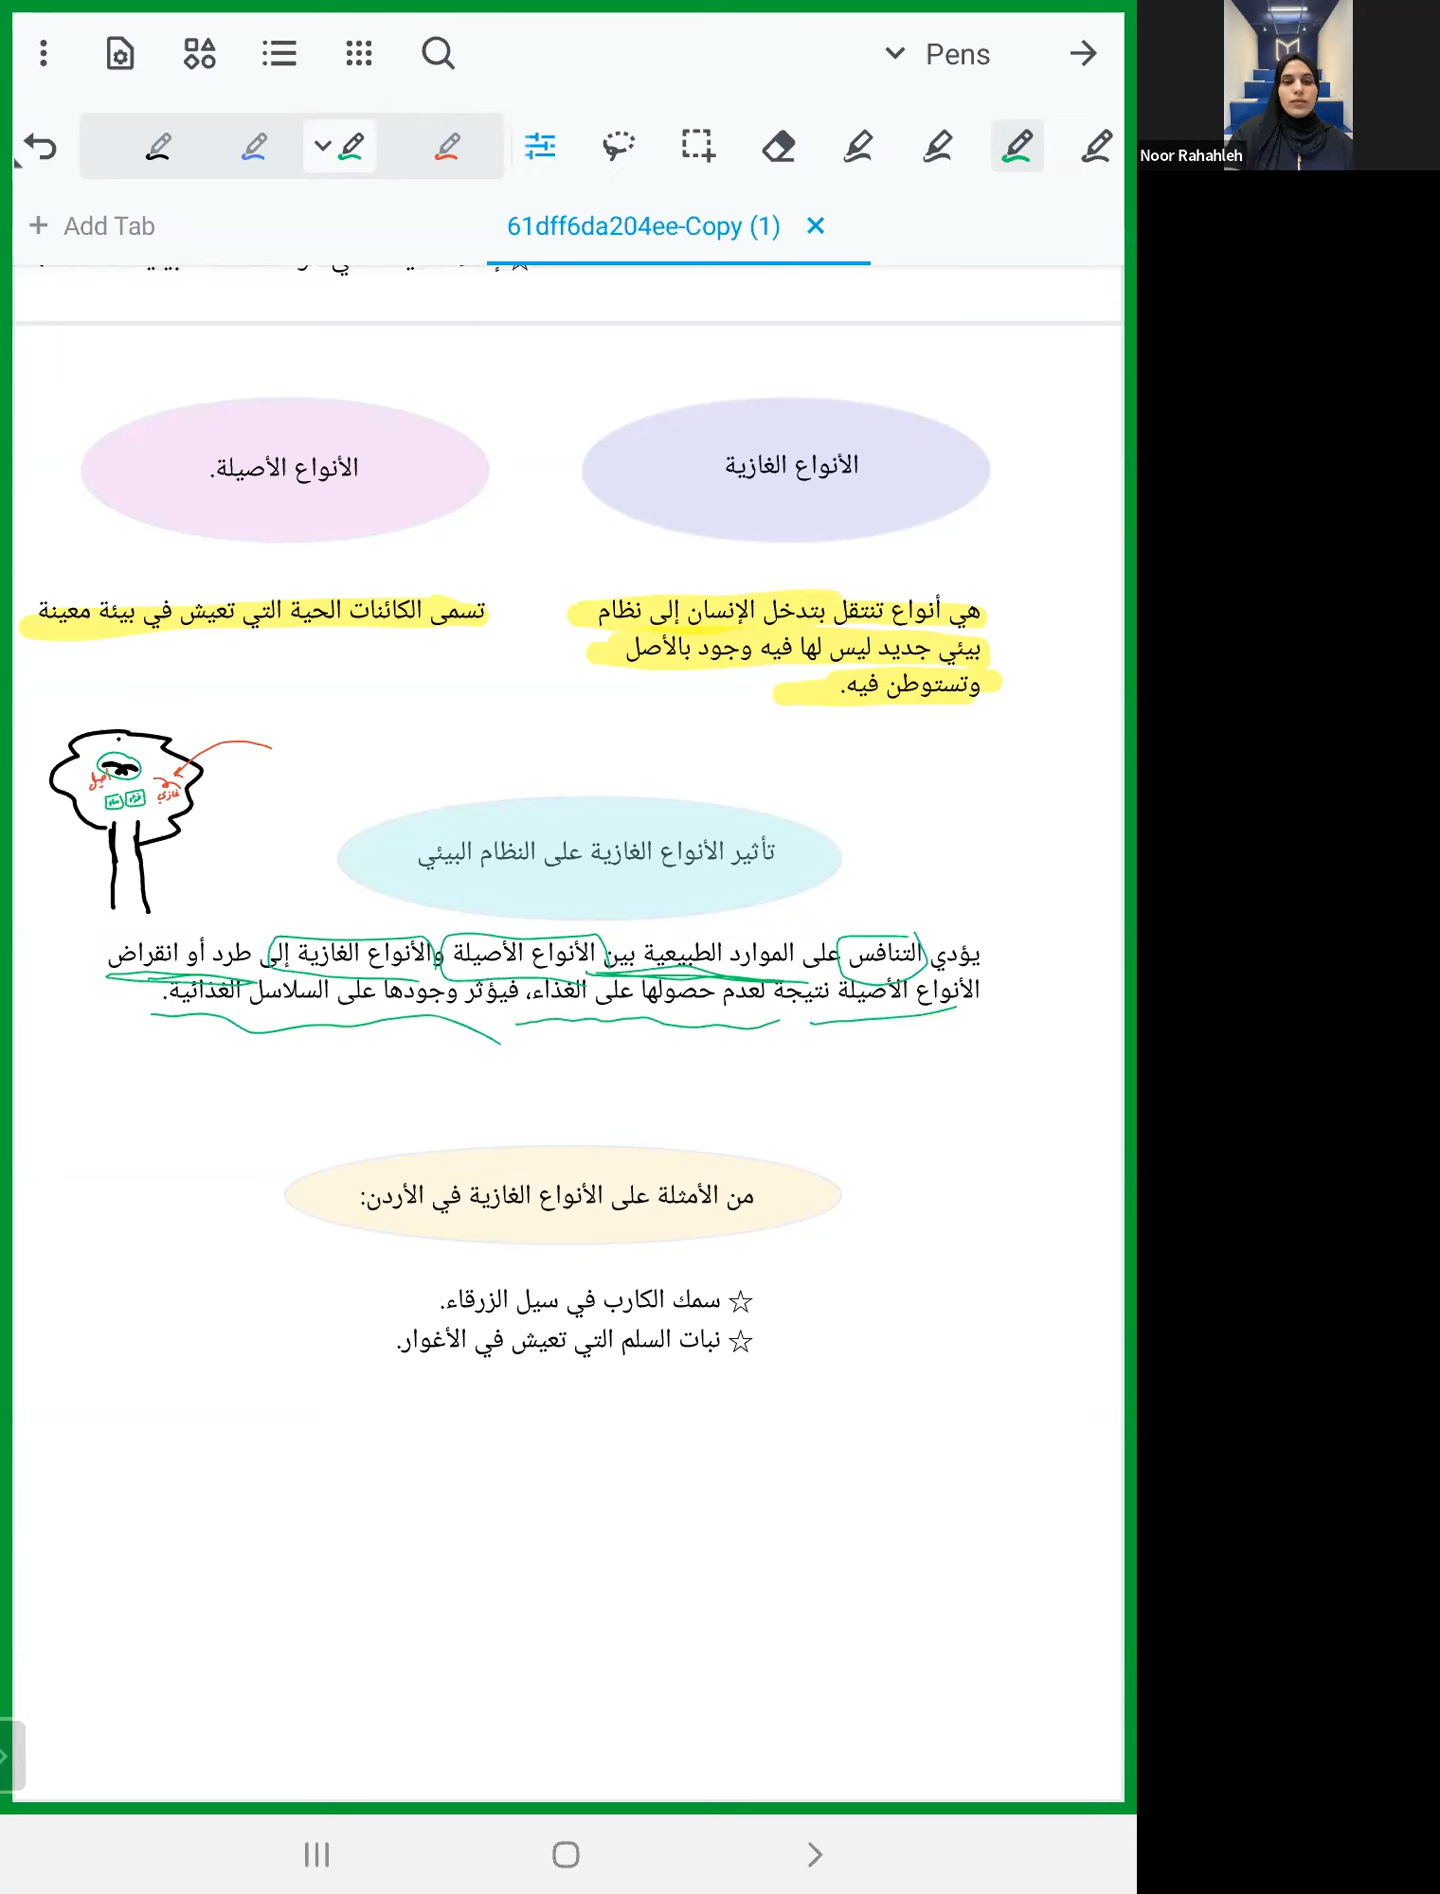 Pens
Noor Rahahleh
+ Add Tab
61dff6da204ee-Copy (1) ×
الأنواع الغازية
الأنواع الأصيلة.
هي أنواع تنتقل بتدخل الإنسان إلى نظام
بيئي جديد ليس لها فيه وجود بالأصل
وتستوطن فيه.
تسمى الكائنات الحية التي تعيش في بيئة معينة
أصيل
غازي
تأثير الأنواع الغازية على النظام البيئي
يؤدي التنافس على الموارد الطبيعية بين الأنواع الأصيلة والأنواع الغازية إلى طرد أو انقراض
الأنواع الأصيلة نتيجة لعدم حصولها على الغذاء، فيؤثر وجودها على السلاسل الغذائية.
من الأمثلة على الأنواع الغازية في الأردن:
☆ سمك الكارب في سيل الزرقاء.
☆ نبات السلم التي تعيش في الأغوار.